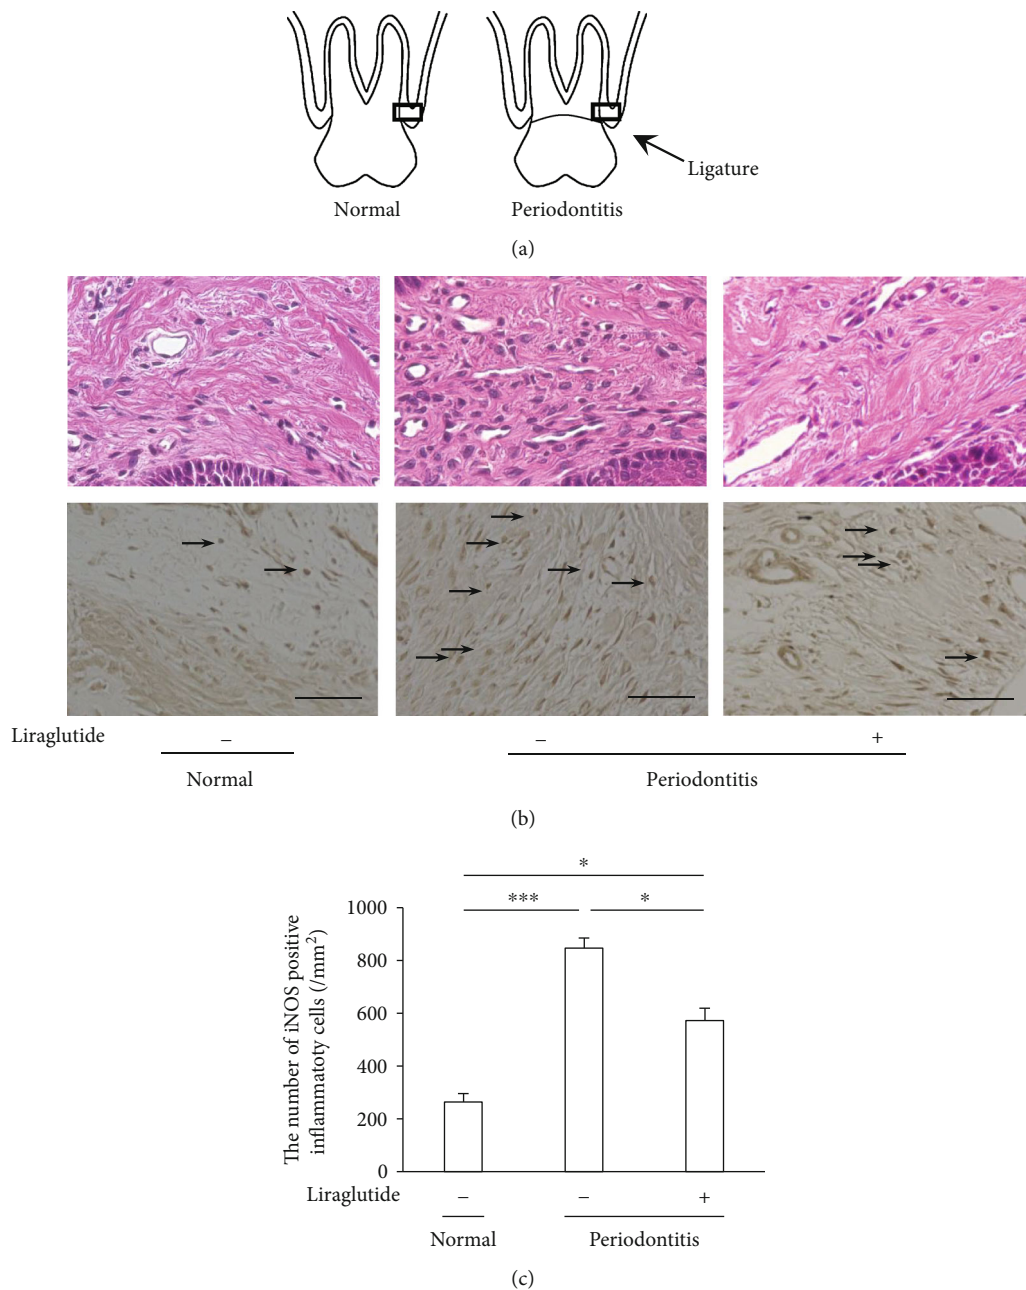 Ligature
Normal
Periodontitis
(a)
Liraglutide
–
–
+
Normal
Periodontitis
(b)
*
***
*
The number of iNOS positive
inflammatoty cells (/mm²)
1000
800
600
400
200
0
Liraglutide
–
–
+
Normal
Periodontitis
(c)